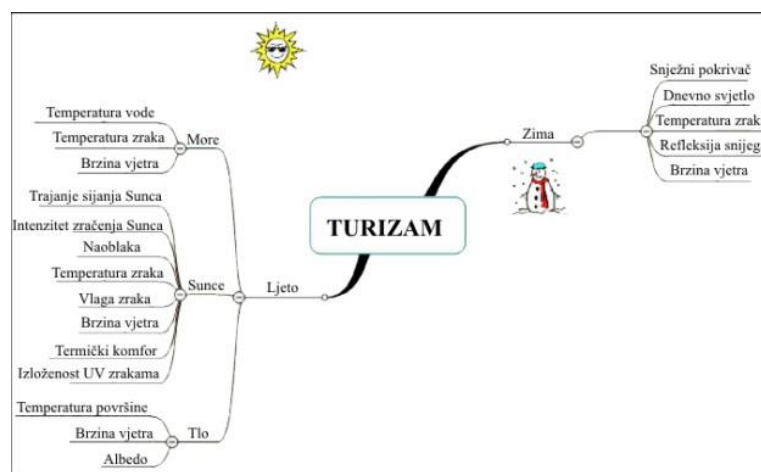 TURIZAM
Zima
Snježni pokrivač
Dnevno svjetlo
Temperatura zrak
Refleksija snijeg
Brzina vjetra
Ljeto
More
Temperatura vode
Temperatura zraka
Brzina vjetra
Sunce
Trajanje sijanja Sunca
Intenzitet zračenja Sunca
Naoblaka
Temperatura zraka
Vlaga zraka
Brzina vjetra
Termički komfor
Izloženost UV zrakama
Tlo
Temperatura površine
Brzina vjetra
Albedo